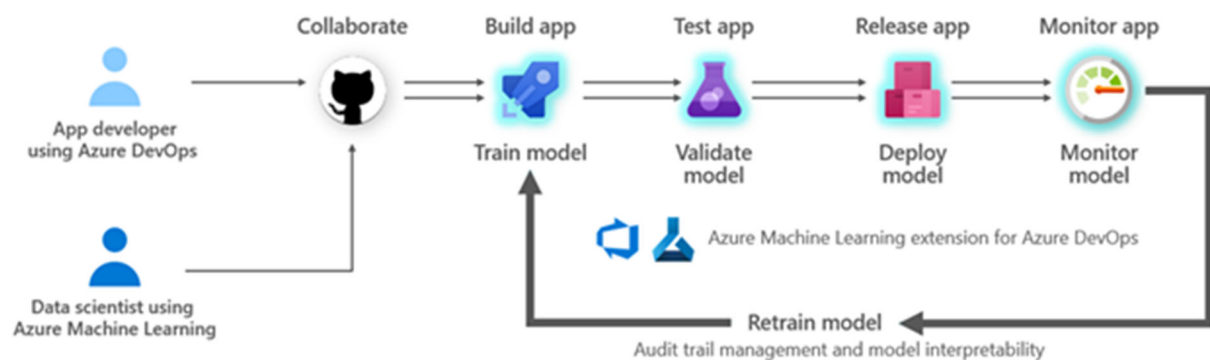 Collaborate
Build app
Test app
Release app
Monitor app
App developer
using Azure DevOps
Train model
Validate
model
Deploy
model
Monitor
model
Azure Machine Learning extension for Azure DevOps
Data scientist using
Azure Machine Learning
Retrain model
Audit trail management and model interpretability